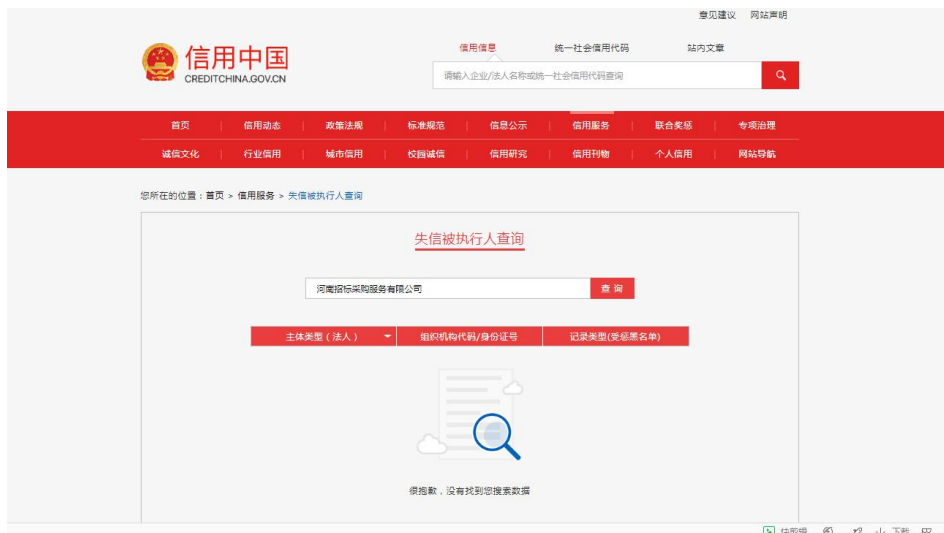 意见建议 网站声明
信用中国
CREDITCHINA.GOV.CN
信用信息 统一社会信用代码 站内文章
请输入企业/法人名称或统一社会信用代码查询
首页 信用动态 政策法规 标准规范 信息公示 信用服务 联合奖惩 专项治理
诚信文化 行业信用 城市信用 校园诚信 信用研究 信用刊物 个人信用 网站导航
您所在的位置：首页 > 信用服务 > 失信被执行人查询
失信被执行人查询
河南招标采购服务有限公司 查 询
主体类型（法人） 组织机构代码/身份证号 记录类型(受惩黑名单)
很抱歉，没有找到您搜索数据
快剪辑 下载